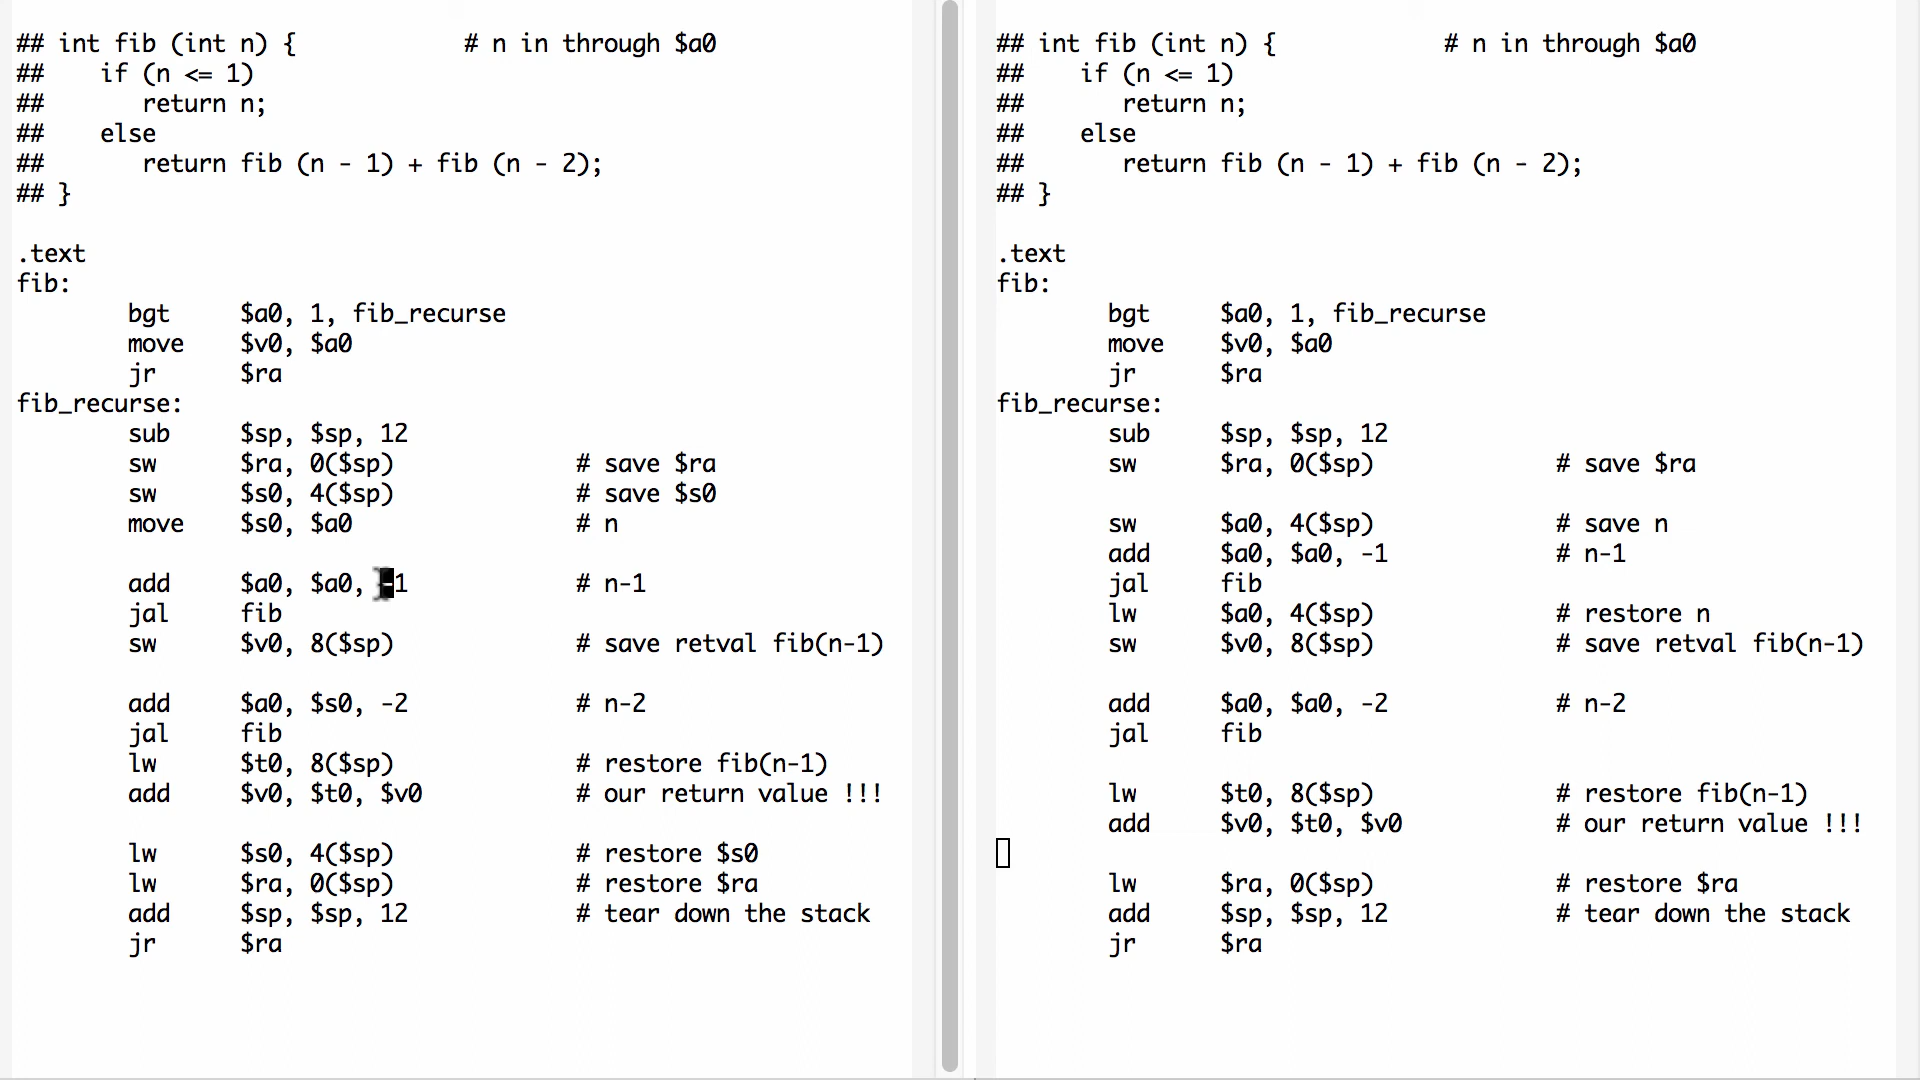 ## int fib (int n) {            # n in through $a0
##    if (n <= 1)
##       return n;
##    else
##       return fib (n - 1) + fib (n - 2);
## }
.text
fib:
        bgt     $a0, 1, fib_recurse
        move    $v0, $a0
        jr      $ra
fib_recurse:
        sub     $sp, $sp, 12
        sw      $ra, 0($sp)             # save $ra
        sw      $s0, 4($sp)             # save $s0
        move    $s0, $a0                # n
        add     $a0, $a0, -1            # n-1
        jal     fib
        sw      $v0, 8($sp)             # save retval fib(n-1)
        add     $a0, $s0, -2            # n-2
        jal     fib
        lw      $t0, 8($sp)             # restore fib(n-1)
        add     $v0, $t0, $v0           # our return value !!!
        lw      $s0, 4($sp)             # restore $s0
        lw      $ra, 0($sp)             # restore $ra
        add     $sp, $sp, 12            # tear down the stack
        jr      $ra
## int fib (int n) {            # n in through $a0
##    if (n <= 1)
##       return n;
##    else
##       return fib (n - 1) + fib (n - 2);
## }
.text
fib:
        bgt     $a0, 1, fib_recurse
        move    $v0, $a0
        jr      $ra
fib_recurse:
        sub     $sp, $sp, 12
        sw      $ra, 0($sp)             # save $ra
        sw      $a0, 4($sp)             # save n
        add     $a0, $a0, -1            # n-1
        jal     fib
        lw      $a0, 4($sp)             # restore n
        sw      $v0, 8($sp)             # save retval fib(n-1)
        add     $a0, $a0, -2            # n-2
        jal     fib
        lw      $t0, 8($sp)             # restore fib(n-1)
        add     $v0, $t0, $v0           # our return value !!!
        lw      $ra, 0($sp)             # restore $ra
        add     $sp, $sp, 12            # tear down the stack
        jr      $ra